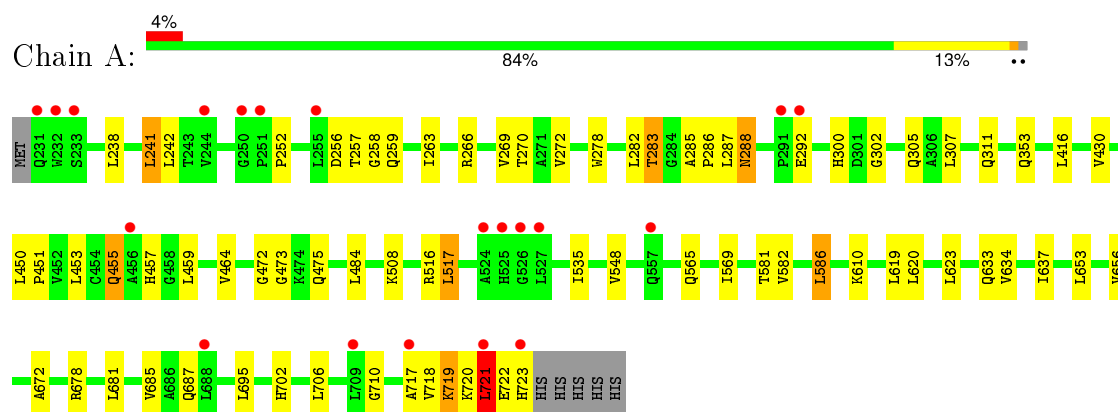 4%
Chain A:
84% 13% ••
MET Q231 W232 S233 L238 L241 L242 T243 V244 G250 P251 P252 L255 D256 T257 G258 Q259 I263 R266 V269 T270 A271 V272 W278 L282 T283 G284 A285 P286 L287 N288 P291 E292 H300 D301 G302 Q305 A306 L307 Q311 Q353 L416 V430
L450 P451 V452 L453 C454 Q455 A456 H457 G458 L459 V464 G472 G473 K474 Q475 L484 K508 R516 L517 A524 H525 G526 L527 I535 V548 Q557 Q565 I569 T581 V582 L586 K610 L619 L620 L623 Q633 V634 I637 L653 V656
A672 R678 L681 V685 A686 Q687 L688 L695 H702 L706 L709 G710 A717 V718 K719 K720 L721 E722 H723 HIS HIS HIS HIS HIS